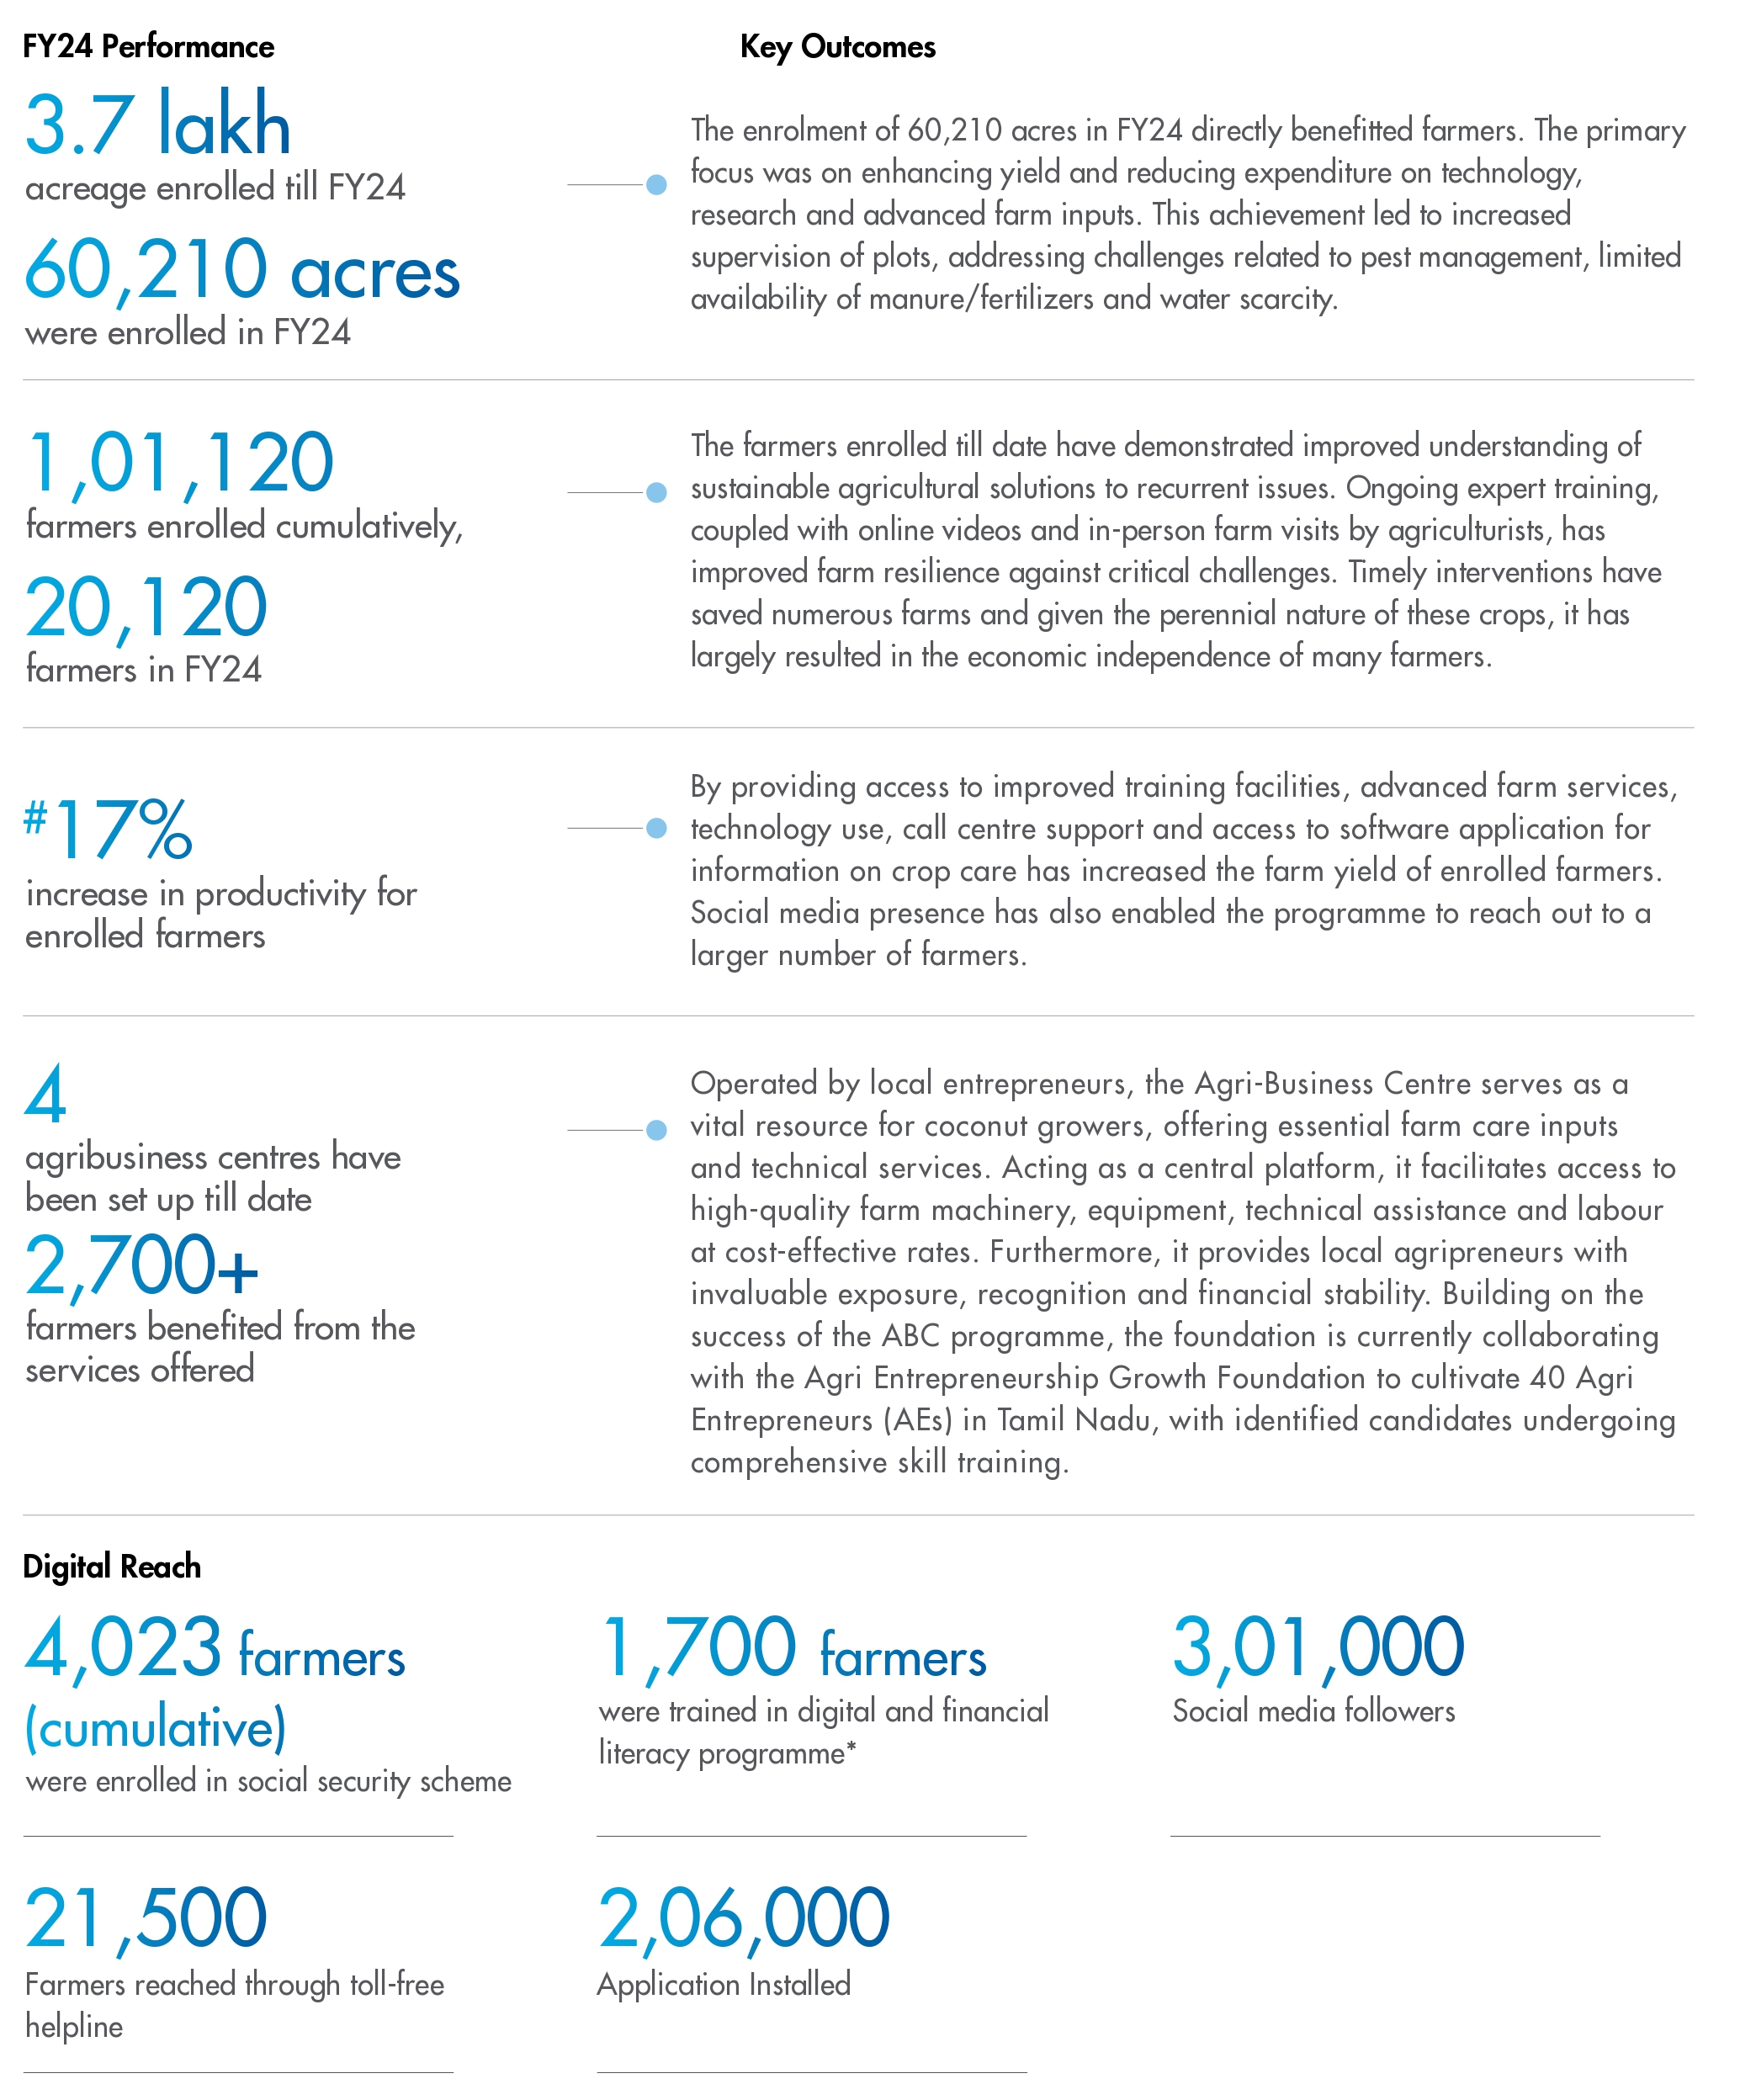 FY24 Performance
Key Outcomes
3.7 lakh
acreage enrolled till FY24
60,210 acres
were enrolled in FY24
The enrolment of 60,210 acres in FY24 directly benefitted farmers. The primary
focus was on enhancing yield and reducing expenditure on technology,
research and advanced farm inputs. This achievement led to increased
supervision of plots, addressing challenges related to pest management, limited
availability of manure/fertilizers and water scarcity.
1,01,120
farmers enrolled cumulatively,
20,120
farmers in FY24
The farmers enrolled till date have demonstrated improved understanding of
sustainable agricultural solutions to recurrent issues. Ongoing expert training,
coupled with online videos and in-person farm visits by agriculturists, has
improved farm resilience against critical challenges. Timely interventions have
saved numerous farms and given the perennial nature of these crops, it has
largely resulted in the economic independence of many farmers.
#17%
increase in productivity for
enrolled farmers
By providing access to improved training facilities, advanced farm services,
technology use, call centre support and access to software application for
information on crop care has increased the farm yield of enrolled farmers.
Social media presence has also enabled the programme to reach out to a
larger number of farmers.
4
agribusiness centres have
been set up till date
2,700+
farmers benefited from the
services offered
Operated by local entrepreneurs, the Agri-Business Centre serves as a
vital resource for coconut growers, offering essential farm care inputs
and technical services. Acting as a central platform, it facilitates access to
high-quality farm machinery, equipment, technical assistance and labour
at cost-effective rates. Furthermore, it provides local agripreneurs with
invaluable exposure, recognition and financial stability. Building on the
success of the ABC programme, the foundation is currently collaborating
with the Agri Entrepreneurship Growth Foundation to cultivate 40 Agri
Entrepreneurs (AEs) in Tamil Nadu, with identified candidates undergoing
comprehensive skill training.
Digital Reach
4,023 farmers
(cumulative)
were enrolled in social security scheme
1,700 farmers
were trained in digital and financial
literacy programme*
3,01,000
Social media followers
21,500
Farmers reached through toll-free
helpline
2,06,000
Application Installed